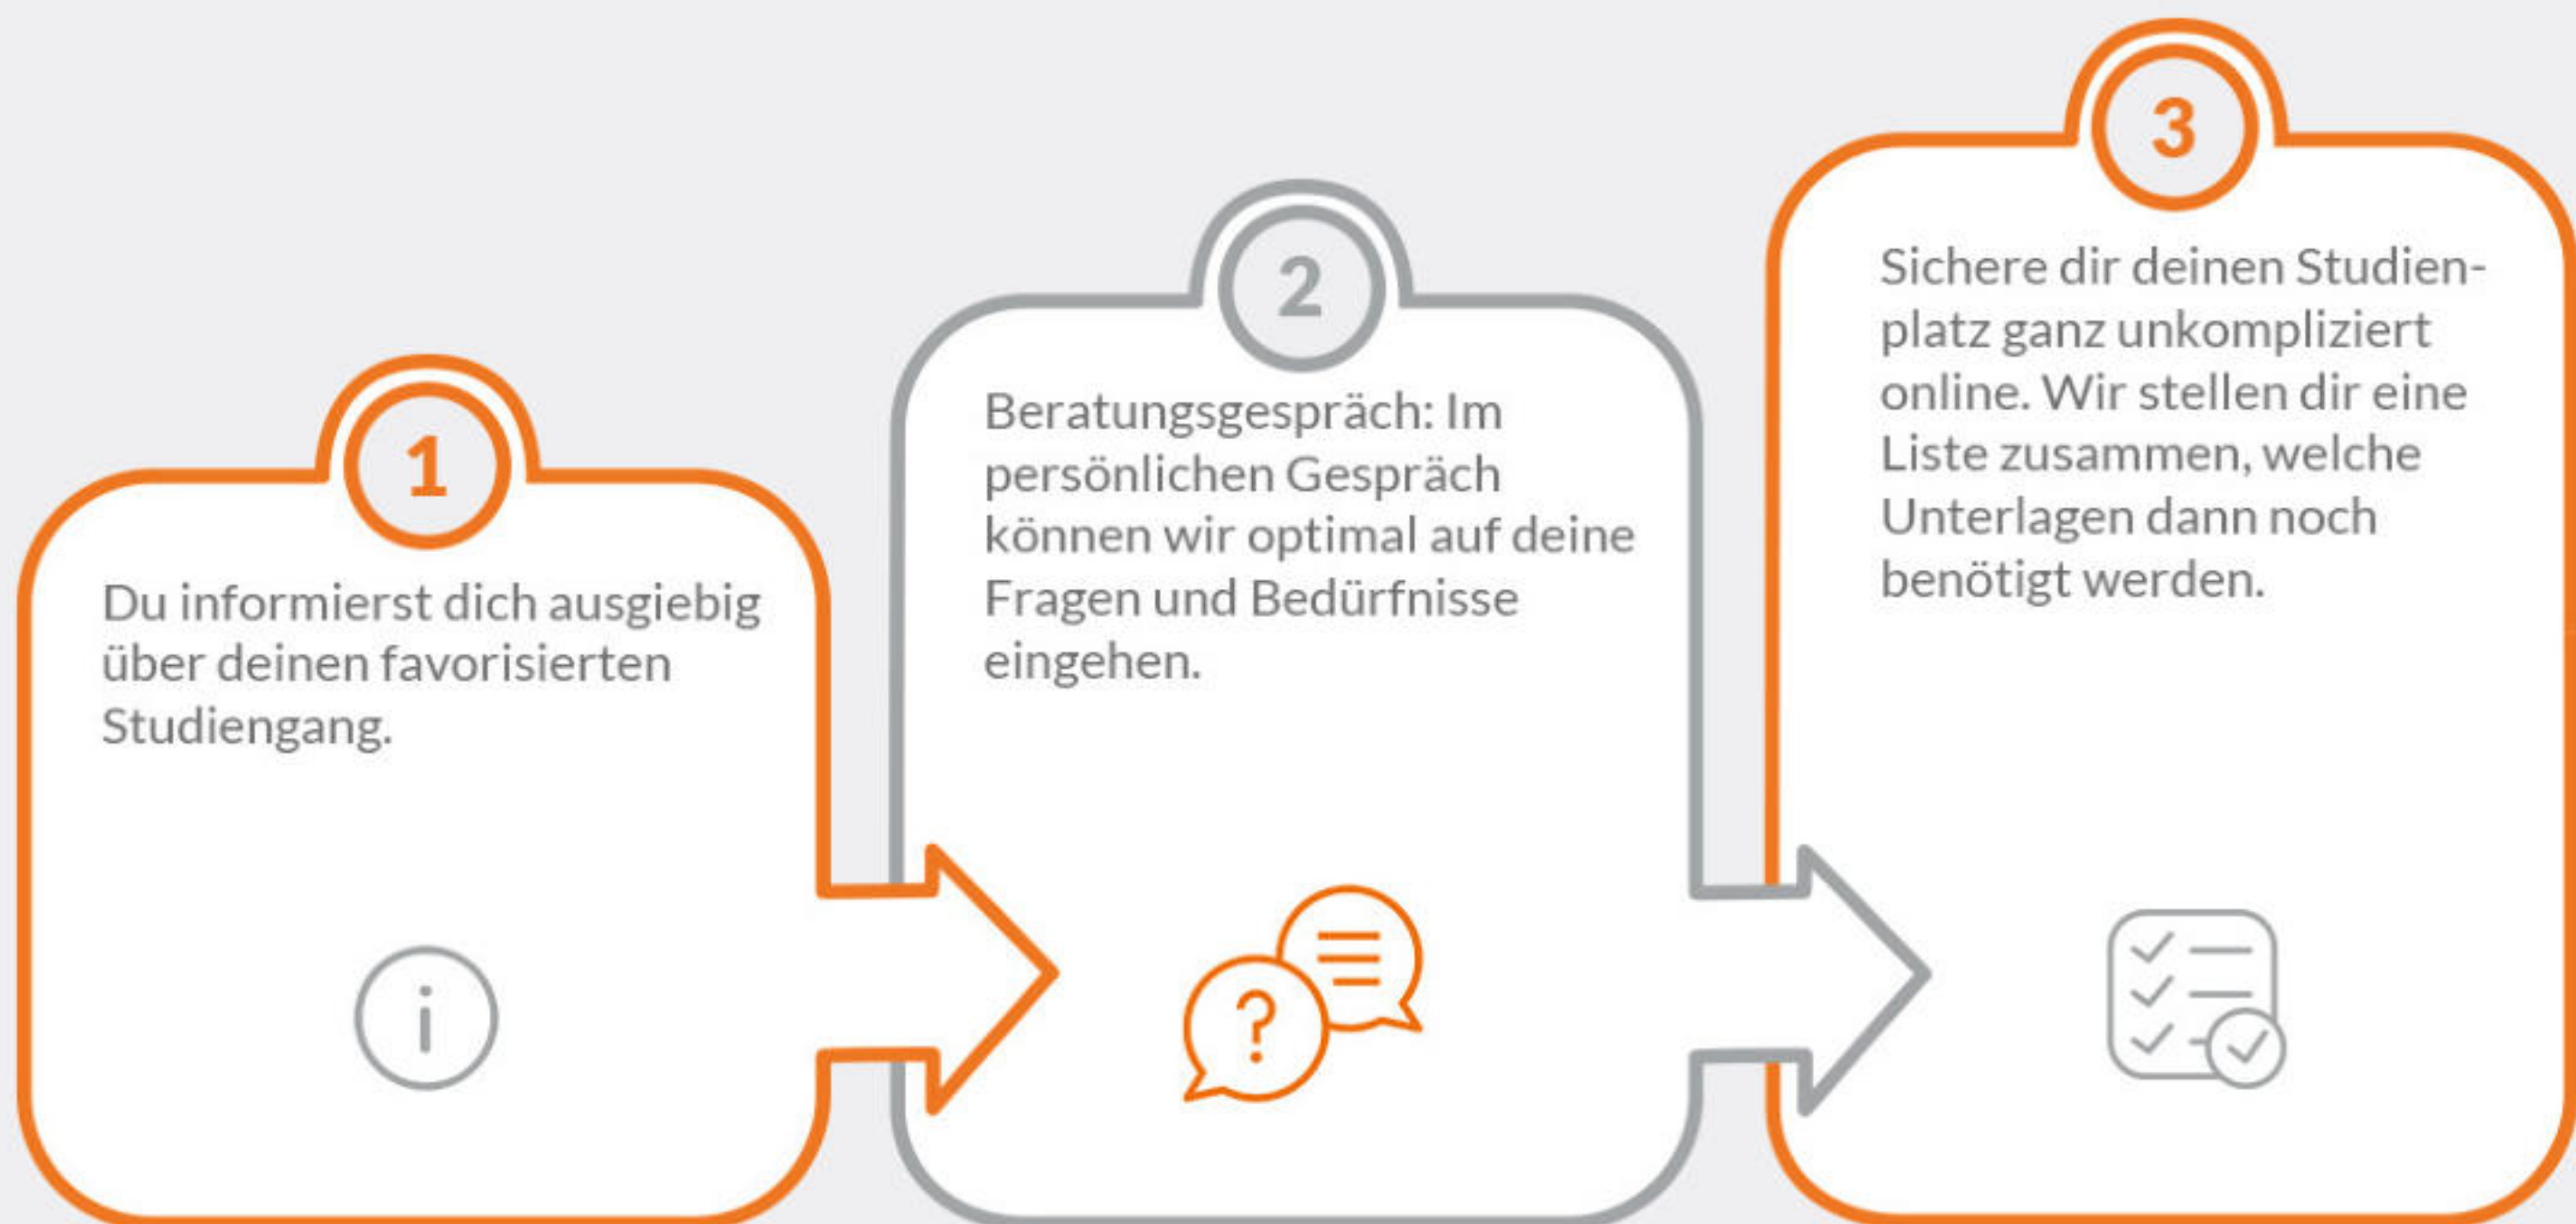 1
Du informierst dich ausgiebig
über deinen favorisierten
Studiengang.
i
2
Beratungsgespräch: Im
persönlichen Gespräch
können wir optimal auf deine
Fragen und Bedürfnisse
eingehen.
?
3
Sichere dir deinen Studien-
platz ganz unkompliziert
online. Wir stellen dir eine
Liste zusammen, welche
Unterlagen dann noch
benötigt werden.